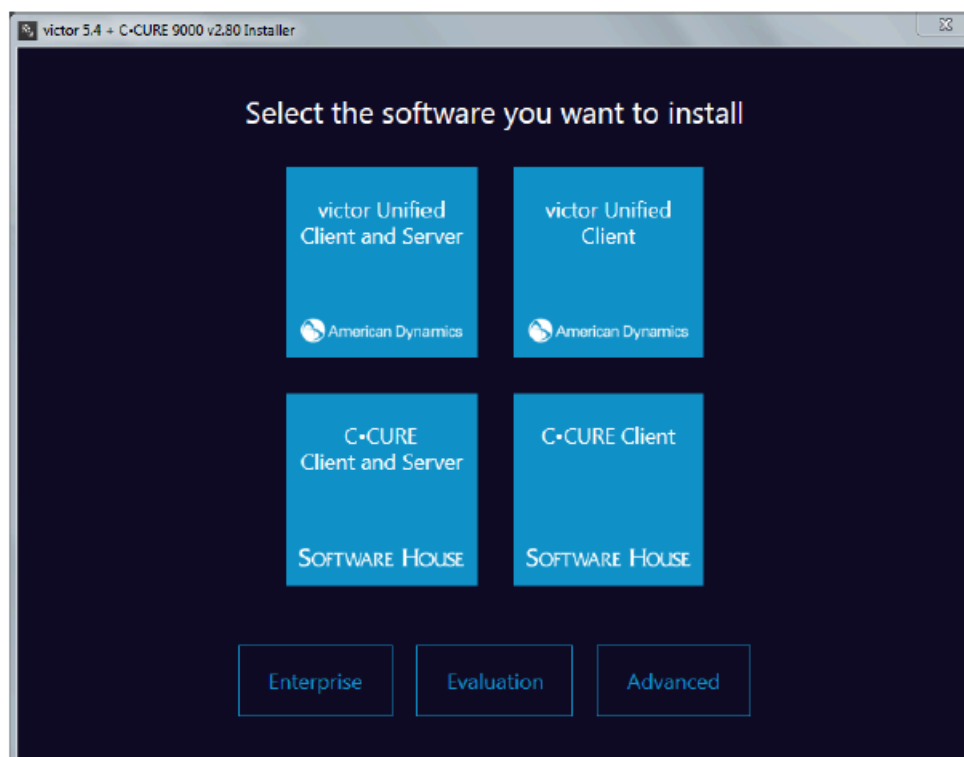 victor 5.4 + C•CURE 9000 v2.80 Installer
Select the software you want to install
victor Unified
Client and Server
American Dynamics
victor Unified
Client
American Dynamics
C•CURE
Client and Server
SOFTWARE HOUSE
C•CURE Client
SOFTWARE HOUSE
Enterprise
Evaluation
Advanced